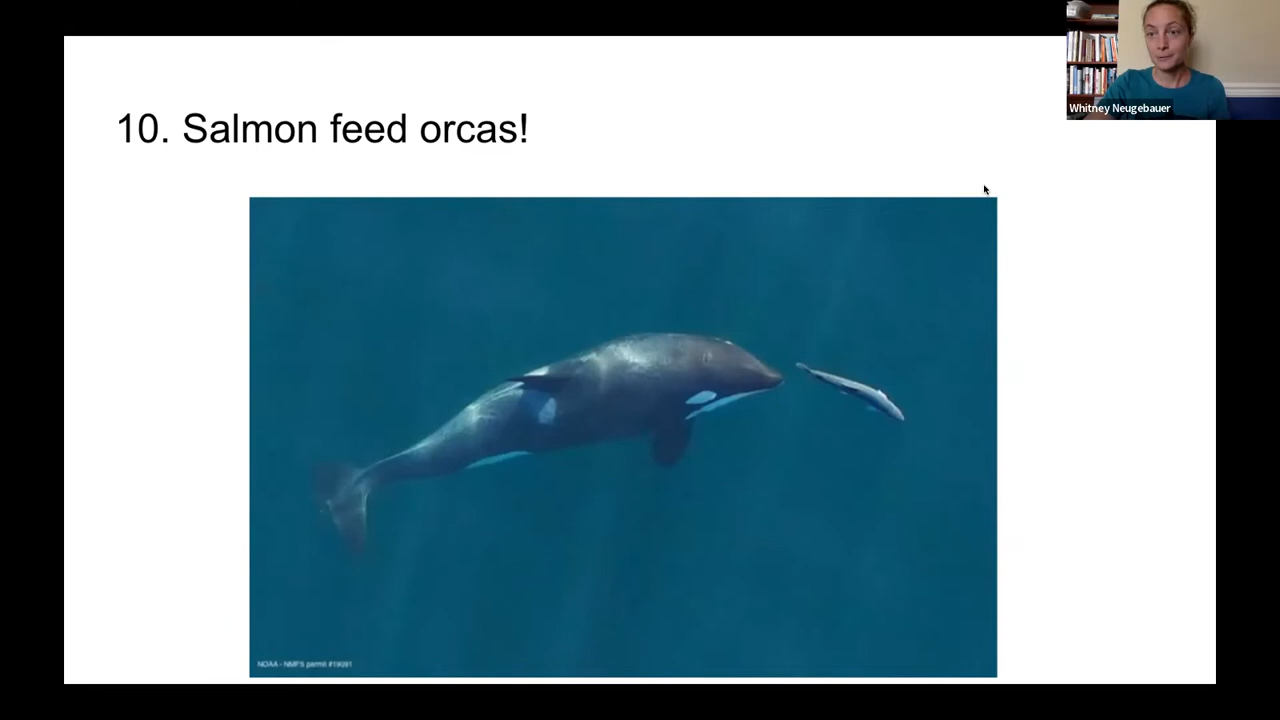 Whitney Neugebauer
10. Salmon feed orcas!
NOAA - NMFS permit #19091